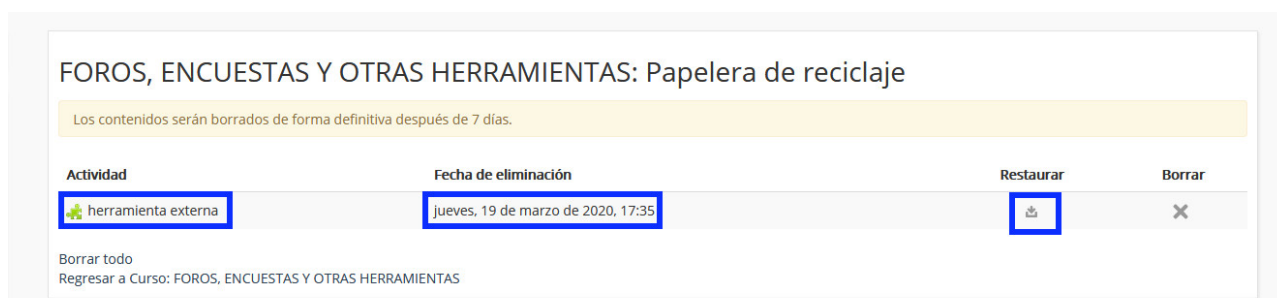 FOROS, ENCUESTAS Y OTRAS HERRAMIENTAS: Papelera de reciclaje
Los contenidos serán borrados de forma definitiva después de 7 días.
Actividad Fecha de eliminación Restaurar Borrar
herramienta externa jueves, 19 de marzo de 2020, 17:35
Borrar todo
Regresar a Curso: FOROS, ENCUESTAS Y OTRAS HERRAMIENTAS